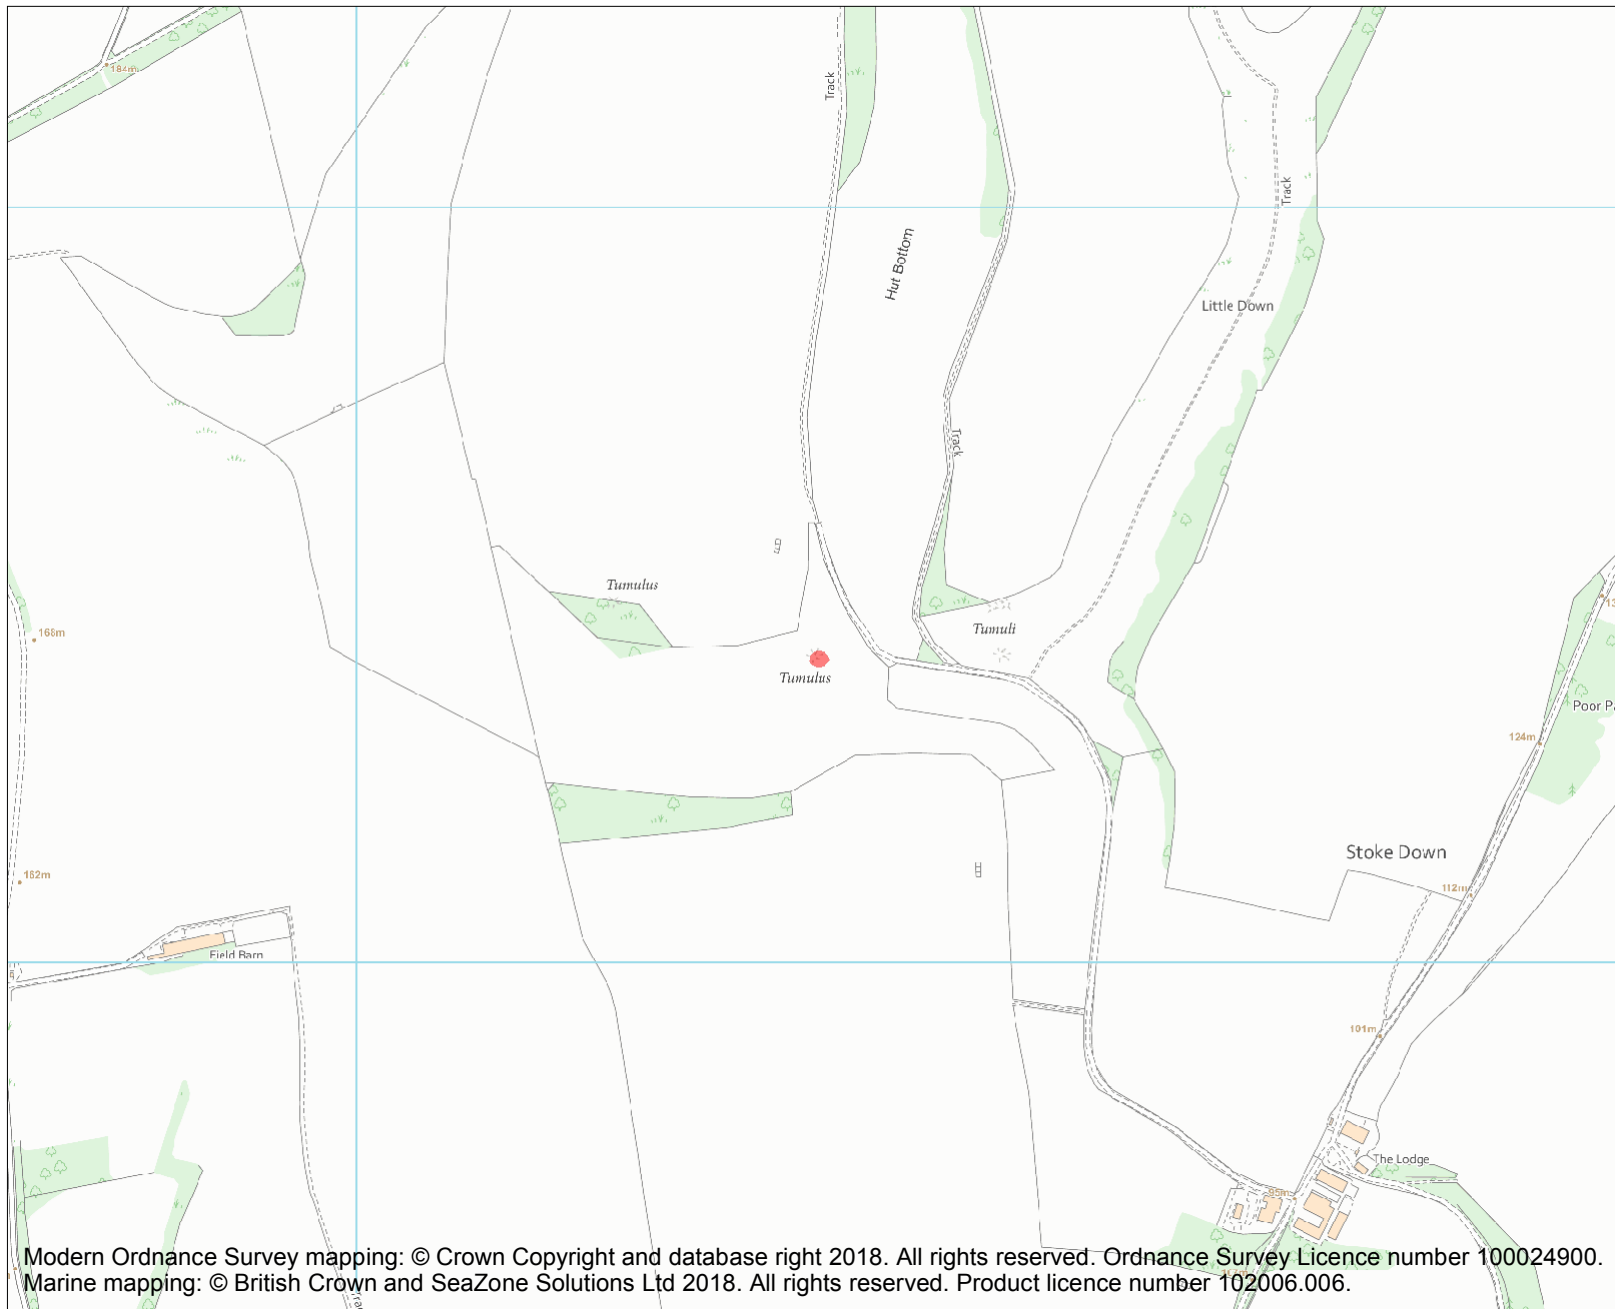 184m
Track
Track
Hut Bottom
Little Down
Track
Tumulus
Tumuli
168m
Tumulus
Poor
124m
Stoke Down
162m
112m
Field Barn
101m
The Lodge
95m
Modern Ordnance Survey mapping: © Crown Copyright and database right 2018. All rights reserved. Ordnance Survey Licence number 100024900.
Marine mapping: © British Crown and SeaZone Solutions Ltd 2018. All rights reserved. Product licence number 102006.006.